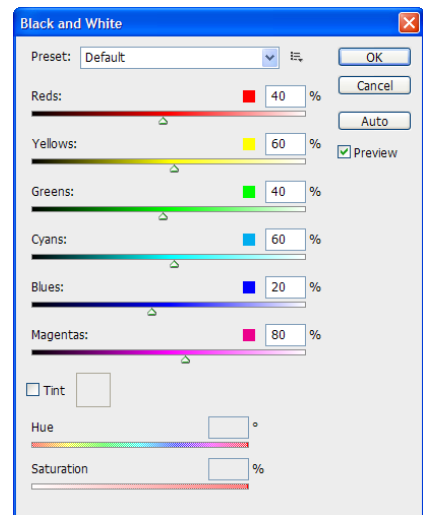 Black and White
Preset: Default
OK
Cancel
Auto
Preview
Reds: 40 %
Yellows: 60 %
Greens: 40 %
Cyans: 60 %
Blues: 20 %
Magentas: 80 %
Tint
Hue °
Saturation %